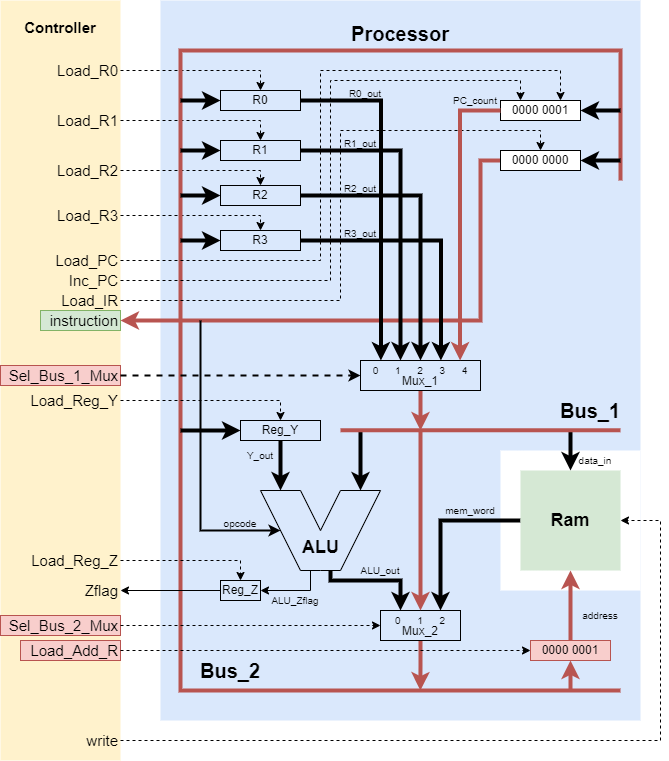 Controller
Processor
Load_R0
R0
R0_out
PC_count
0000 0001
Load_R1
R1
R1_out
0000 0000
Load_R2
R2
R2_out
Load_R3
R3
R3_out
Load_PC
Inc_PC
Load_IR
instruction
Sel_Bus_1_Mux
0 1 2 3 4
Mux_1
Load_Reg_Y
Reg_Y
Bus_1
Y_out
data_in
mem_word
Ram
opcode
ALU
Load_Reg_Z
ALU_out
Zflag
Reg_Z
ALU_Zflag
address
Sel_Bus_2_Mux
0 1 2
Mux_2
Load_Add_R
0000 0001
Bus_2
write